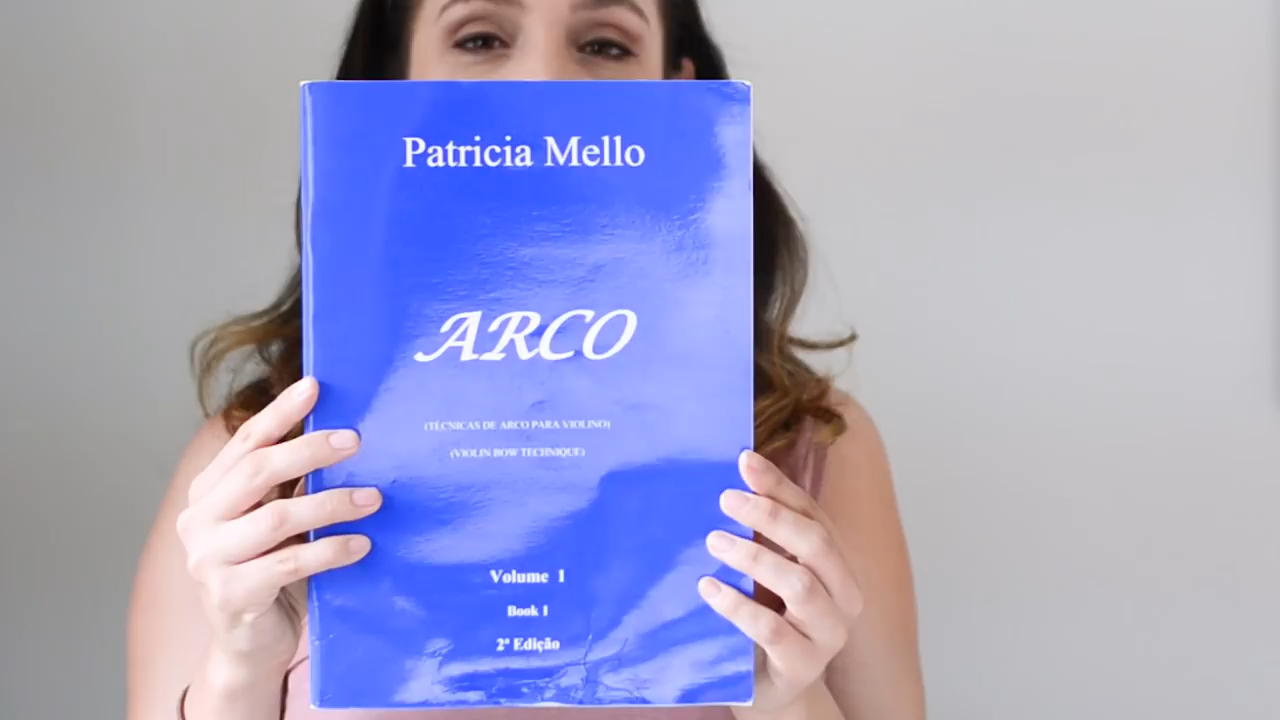 Patricia Mello
ARCO
(TÉCNICAS DE ARCO PARA VIOLINO)
(VIOLIN BOW TECHNIQUE)
Volume 1
Book I
2ª Edição